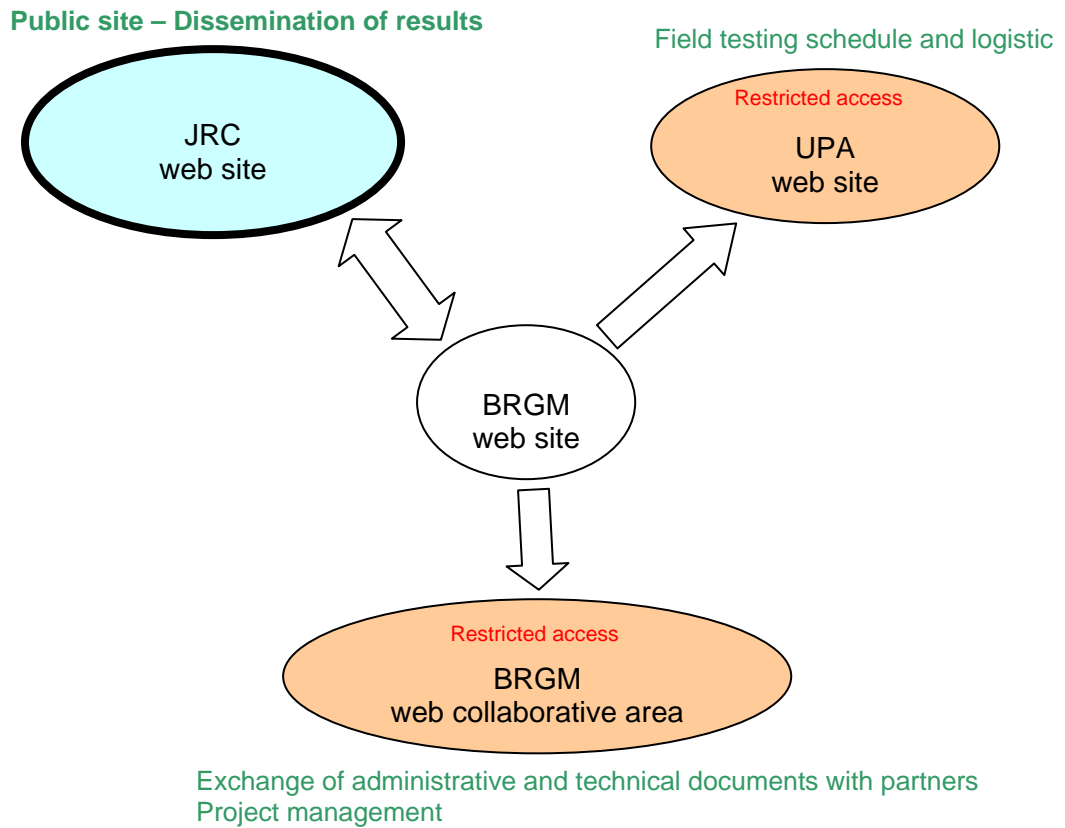 Public site – Dissemination of results
Field testing schedule and logistic
JRC
web site
Restricted access
UPA
web site
BRGM
web site
Restricted access
BRGM
web collaborative area
Exchange of administrative and technical documents with partners
Project management